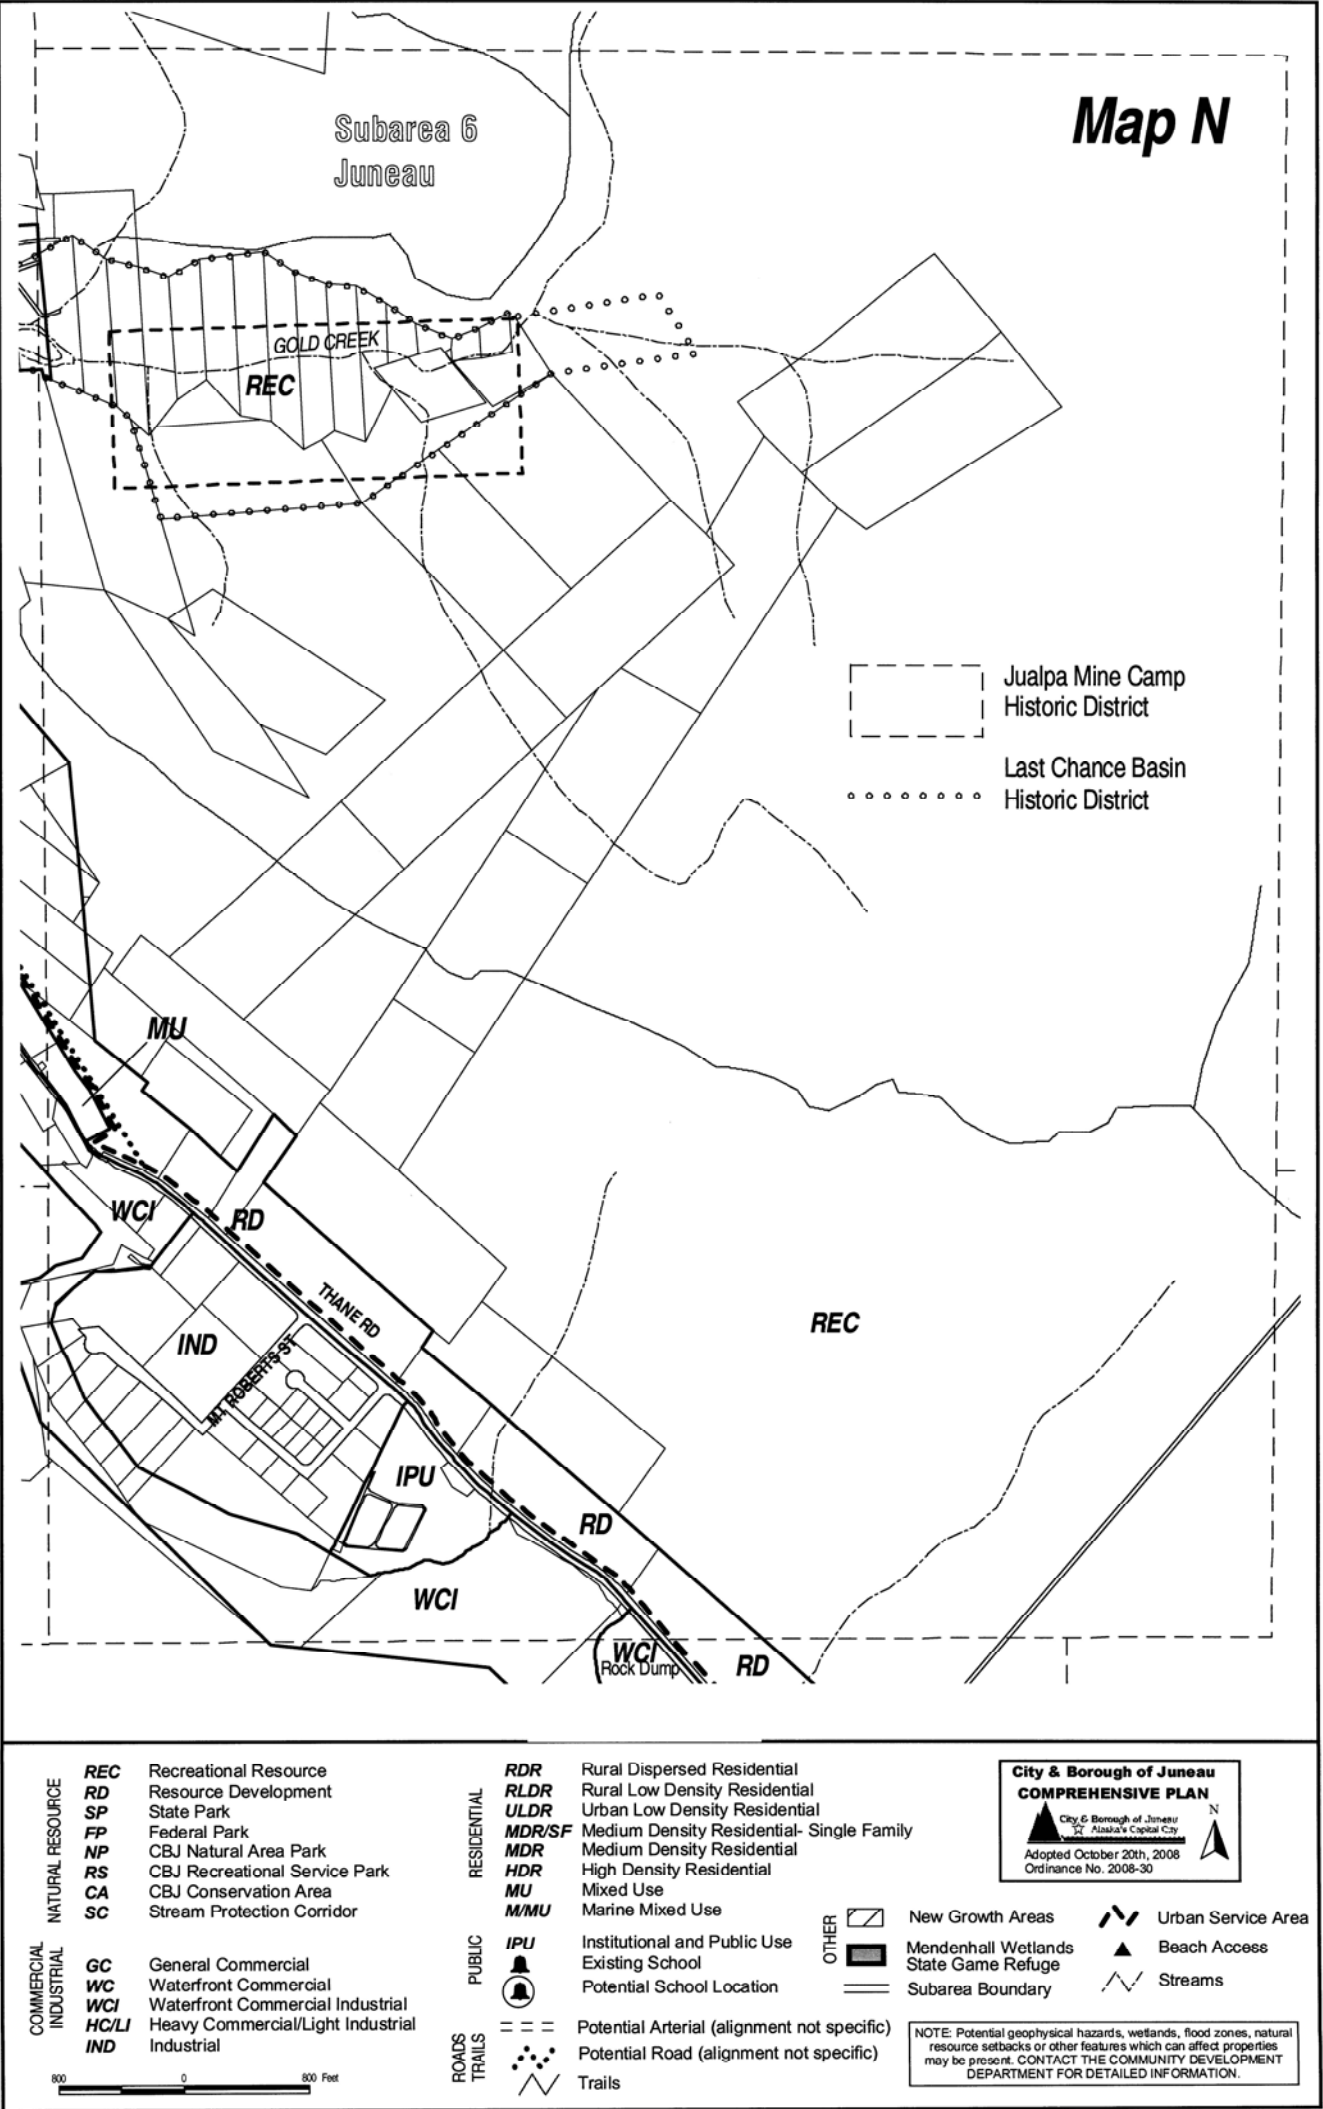 Map N
Subarea 6
Juneau
GOLD CREEK
REC
Jualpa Mine Camp
Historic District
Last Chance Basin
Historic District
MU
WCI
RD
THANE RD
REC
IND
Mt. ROBERTS ST
IPU
RD
WCI
WCI
Rock Dump
RD
NATURAL RESOURCE
REC Recreational Resource
RD Resource Development
SP State Park
FP Federal Park
NP CBJ Natural Area Park
RS CBJ Recreational Service Park
CA CBJ Conservation Area
SC Stream Protection Corridor
COMMERCIAL
INDUSTRIAL
GC General Commercial
WC Waterfront Commercial
WCI Waterfront Commercial Industrial
HC/LI Heavy Commercial/Light Industrial
IND Industrial
800 0 800 Feet
RESIDENTIAL
RDR Rural Dispersed Residential
RLDR Rural Low Density Residential
ULDR Urban Low Density Residential
MDR/SF Medium Density Residential- Single Family
MDR Medium Density Residential
HDR High Density Residential
MU Mixed Use
M/MU Marine Mixed Use
PUBLIC
IPU Institutional and Public Use
Existing School
Potential School Location
ROADS
TRAILS
Potential Arterial (alignment not specific)
Potential Road (alignment not specific)
Trails
OTHER
New Growth Areas
Mendenhall Wetlands
State Game Refuge
Subarea Boundary
Urban Service Area
Beach Access
Streams
City & Borough of Juneau
COMPREHENSIVE PLAN
City & Borough of Juneau
Alaska's Capital City
N
Adopted October 20th, 2008
Ordinance No. 2008-30
NOTE: Potential geophysical hazards, wetlands, flood zones, natural
resource setbacks or other features which can affect properties
may be present. CONTACT THE COMMUNITY DEVELOPMENT
DEPARTMENT FOR DETAILED INFORMATION.